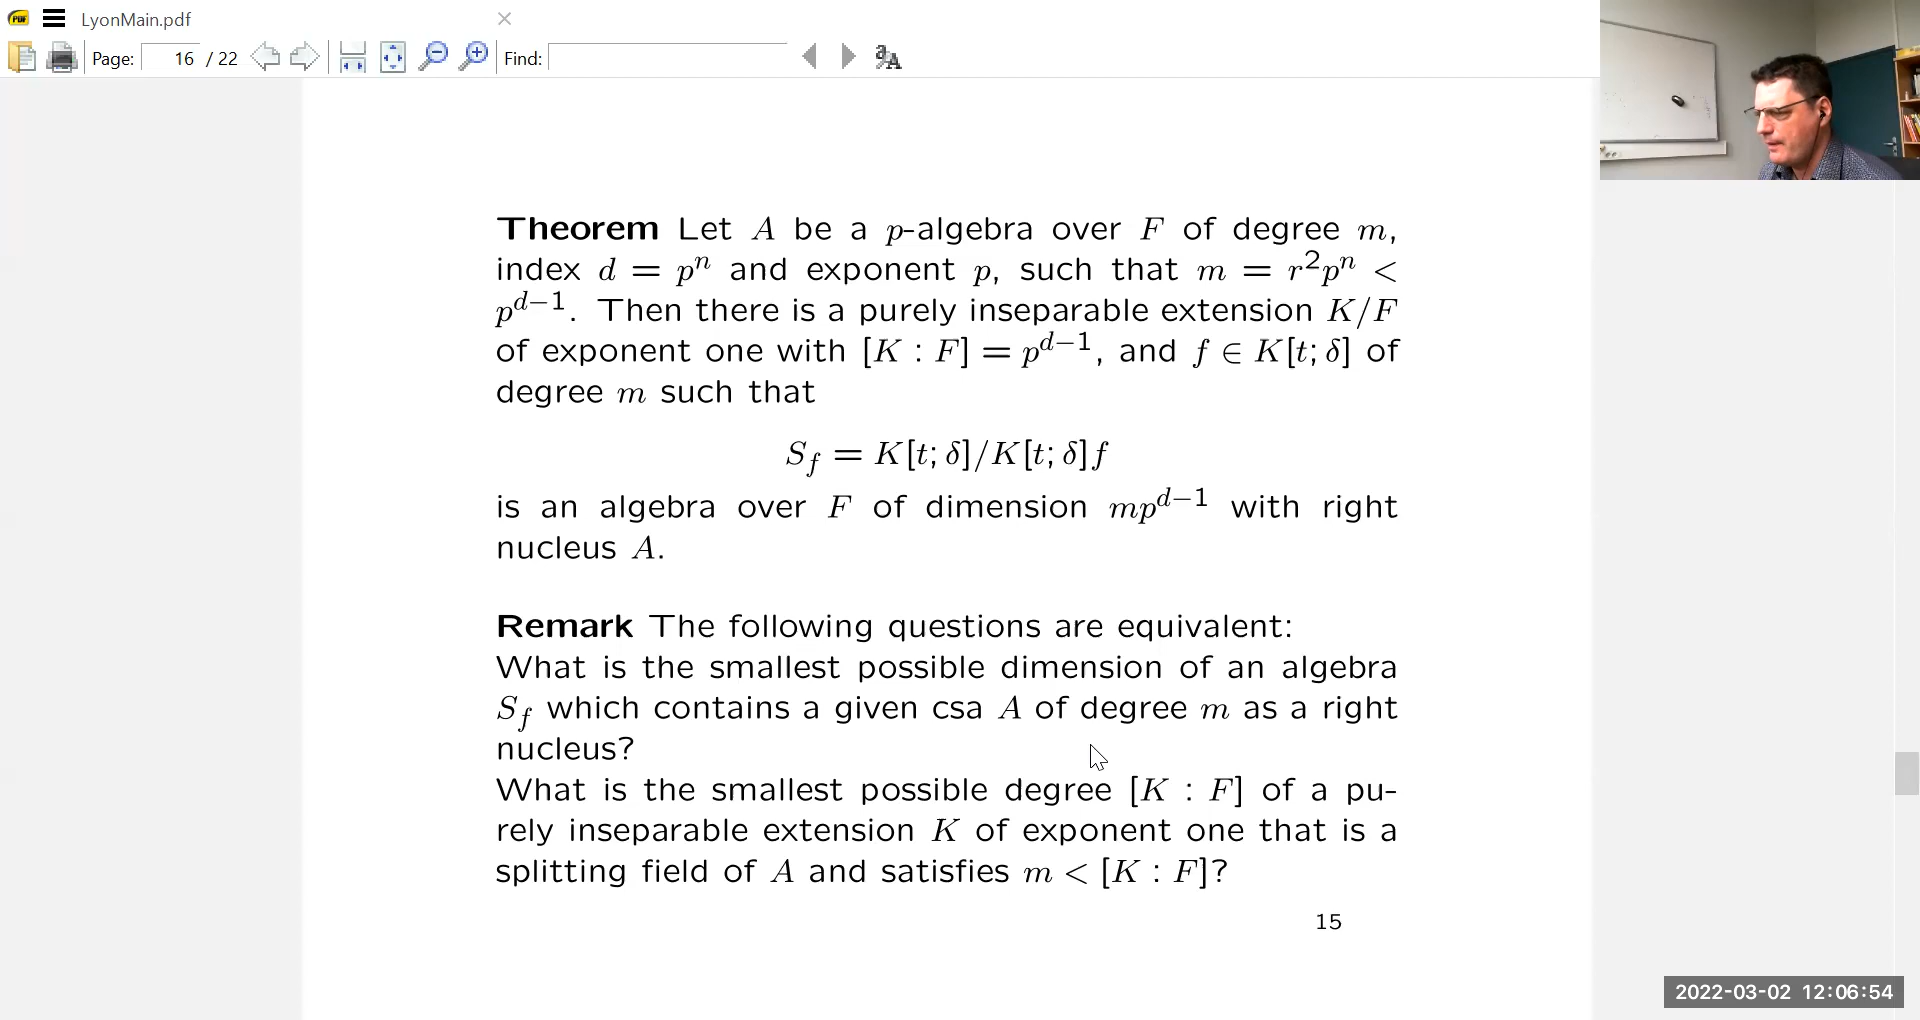 LyonMain.pdf
Page: 16 / 22 Find:
Theorem Let A be a p-algebra over F of degree m,
index d = pⁿ and exponent p, such that m = r²pⁿ <
p^{d−1}. Then there is a purely inseparable extension K/F
of exponent one with [K : F] = p^{d−1}, and f ∈ K[t; δ] of
degree m such that
S_f = K[t; δ]/K[t; δ]f
is an algebra over F of dimension mp^{d−1} with right
nucleus A.
Remark The following questions are equivalent:
What is the smallest possible dimension of an algebra
S_f which contains a given csa A of degree m as a right
nucleus?
What is the smallest possible degree [K : F] of a pu-
rely inseparable extension K of exponent one that is a
splitting field of A and satisfies m < [K : F]?
15
2022-03-02 12:06:54